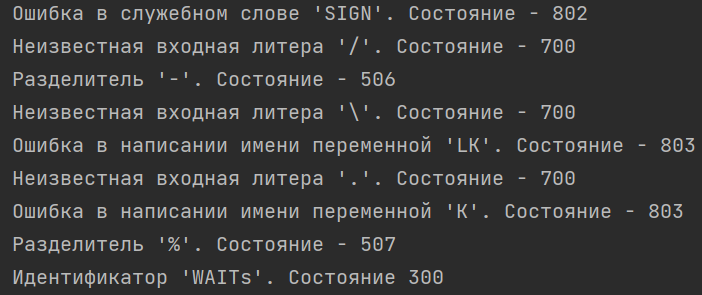 Ошибка в служебном слове 'SIGN'. Состояние - 802
Неизвестная входная литера '/'. Состояние - 700
Разделитель '-'. Состояние - 506
Неизвестная входная литера '\'. Состояние - 700
Ошибка в написании имени переменной 'LK'. Состояние - 803
Неизвестная входная литера '.'. Состояние - 700
Ошибка в написании имени переменной 'K'. Состояние - 803
Разделитель '%'. Состояние - 507
Идентификатор 'WAITs'. Состояние 300